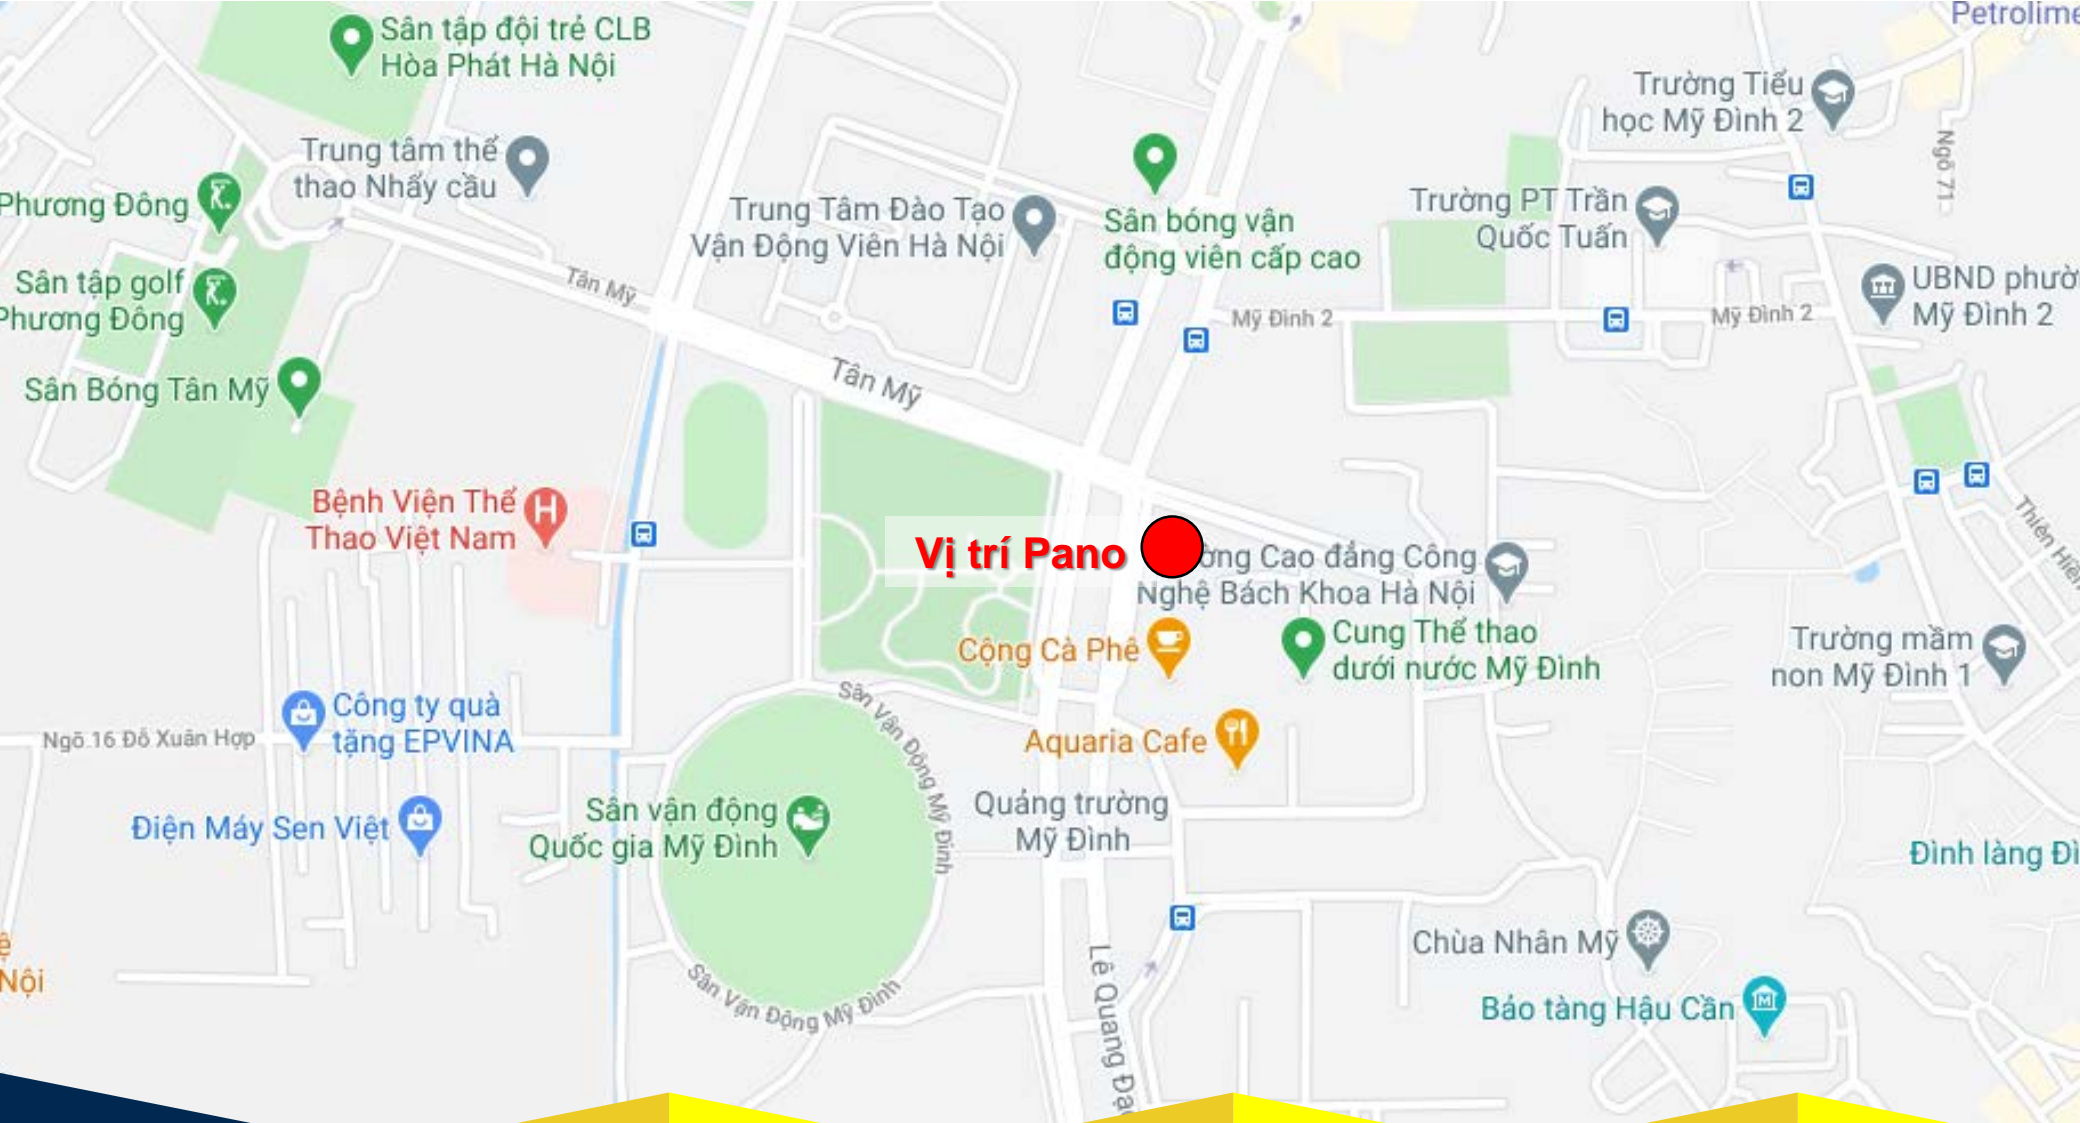 Sân tập đội trẻ CLB
Hòa Phát Hà Nội
Petrolime
Trường Tiểu
học Mỹ Đình 2
Ngõ 71
Trung tâm thể
thao Nhẩy cầu
Phương Đông
Trung Tâm Đào Tạo
Vận Động Viên Hà Nội
Sân bóng vận
động viên cấp cao
Trường PT Trần
Quốc Tuấn
Sân tập golf
Phương Đông
Tân Mỹ
Mỹ Đình 2
Mỹ Đình 2
UBND phườ
Mỹ Đình 2
Sân Bóng Tân Mỹ
Tân Mỹ
Bệnh Viện Thể
Thao Việt Nam
H
Vị trí Pano
ờng Cao đẳng Công
Nghệ Bách Khoa Hà Nội
Thiên Hiền
Cộng Cà Phê
Cung Thể thao
dưới nước Mỹ Đình
Trường mầm
non Mỹ Đình 1
Công ty quà
tặng EPVINA
Ngõ 16 Đỗ Xuân Hợp
Sân Vận Động Mỹ Đình
Aquaria Cafe
Điện Máy Sen Việt
Sân vận động
Quốc gia Mỹ Đình
Quảng trường
Mỹ Đình
Đình làng Đì
Chùa Nhân Mỹ
Nội
Sân Vận Động Mỹ Đình
Lê Quang Đạo
Bảo tàng Hậu Cần
M